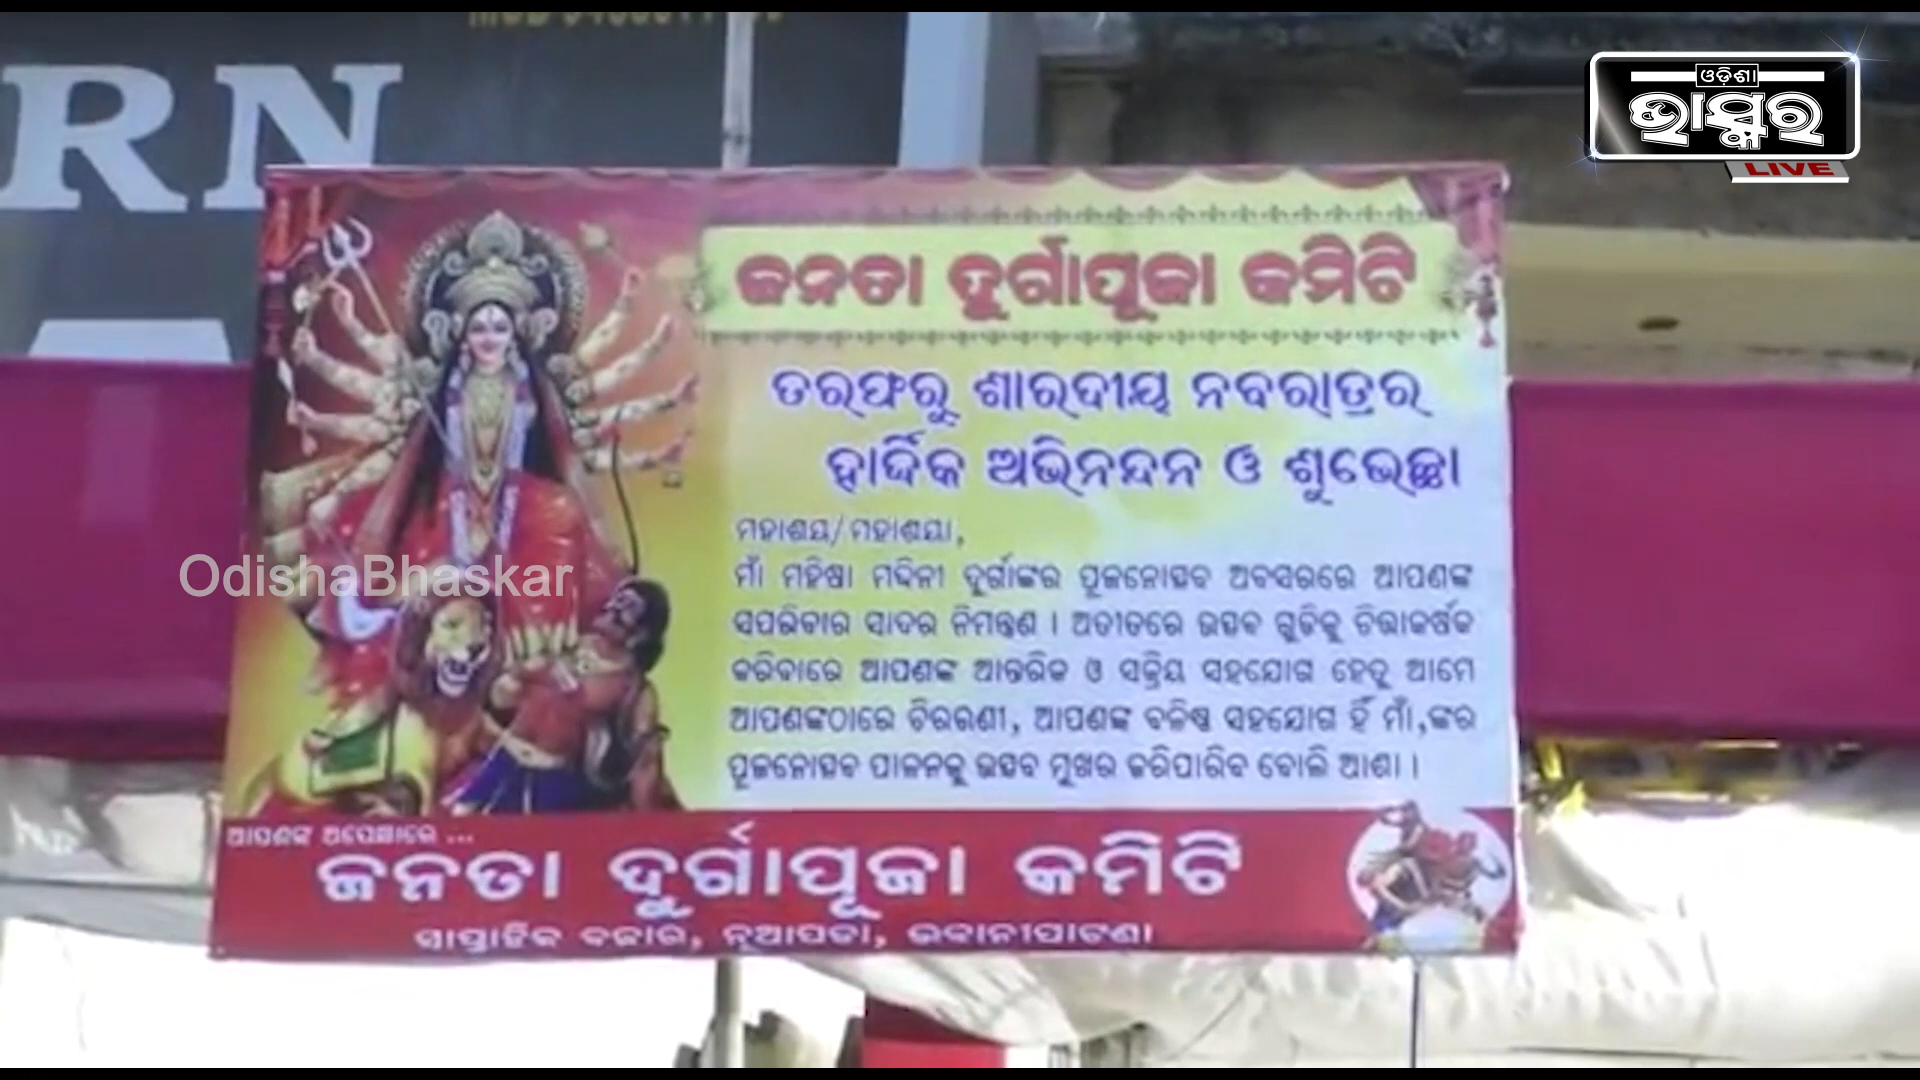 RN
ଓଡ଼ିଶା
ଭାସ୍କର
LIVE
ଜନତା ଦୁର୍ଗାପୂଜା କମିଟି
ତରଫରୁ ଶାରଦୀୟ ନବରାତ୍ରର
ହାର୍ଦ୍ଦିକ ଅଭିନନ୍ଦନ ଓ ଶୁଭେଚ୍ଛା
ମହାଶୟ/ମହାଶୟା,
ମାଁ ମହିଷା ମର୍ଦ୍ଦିନୀ ଦୁର୍ଗାଙ୍କର ପୂଜନୋତ୍ସବ ଅବସରରେ ଆପଣଙ୍କ
ସପରିବାର ସାଦର ନିମନ୍ତ୍ରଣ । ଅତୀତରେ ଉତ୍ସବ ଗୁଡିକୁ ଚିତ୍ତାକର୍ଷକ
କରିବାରେ ଆପଣଙ୍କ ଆନ୍ତରିକ ଓ ସକ୍ରିୟ ସହଯୋଗ ହେତୁ ଆମେ
ଆପଣଙ୍କଠାରେ ଚିରଋଣୀ, ଆପଣଙ୍କ ବଳିଷ୍ଠ ସହଯୋଗ ହିଁ ମାଁ,ଙ୍କର
ପୂଜନୋତ୍ସବ ପାଳନକୁ ଉତ୍ସବ ମୁଖର କରିପାରିବ ବୋଲି ଆଶା ।
OdishaBhaskar
ଆପଣଙ୍କ ଅପେକ୍ଷାରେ ...
ଜନତା ଦୁର୍ଗାପୂଜା କମିଟି
ସାପ୍ତାହିକ ବଜାର, ନୂଆପଡା, ଭବାନୀପାଟଣା